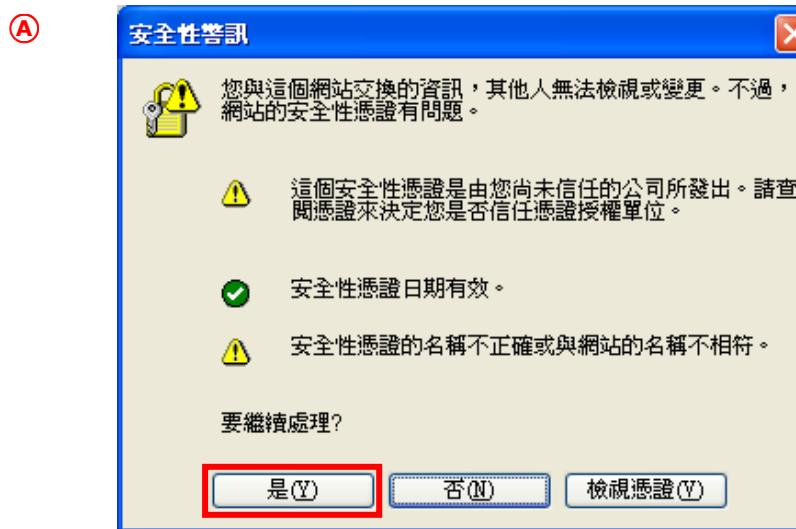 Ⓐ
安全性警訊
您與這個網站交換的資訊，其他人無法檢視或變更。不過，
網站的安全性憑證有問題。
這個安全性憑證是由您尚未信任的公司所發出。請查
閱憑證來決定您是否信任憑證授權單位。
安全性憑證日期有效。
安全性憑證的名稱不正確或與網站的名稱不相符。
要繼續處理?
是(Y) 否(N) 檢視憑證(V)